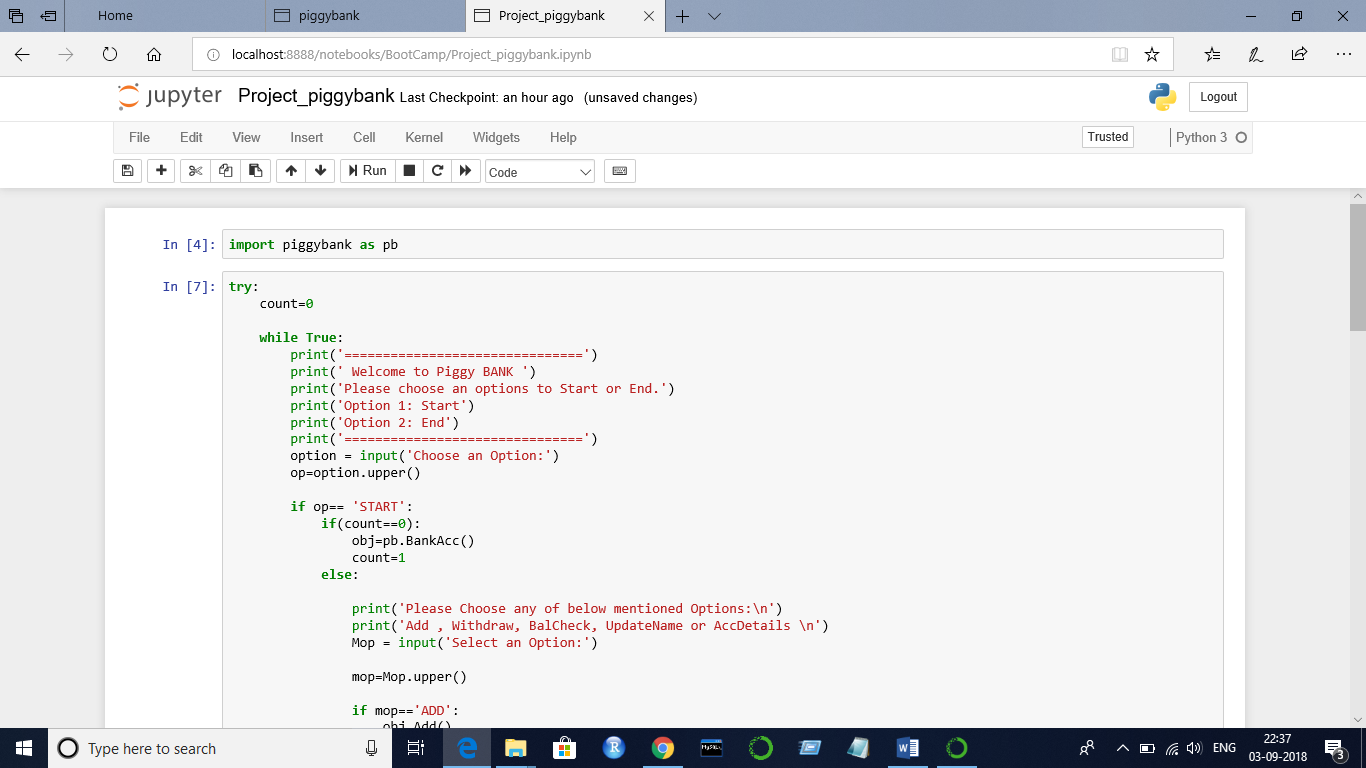 Home
piggybank
Project_piggybank
localhost:8888/notebooks/BootCamp/Project_piggybank.ipynb
jupyter Project_piggybank Last Checkpoint: an hour ago (unsaved changes)
Logout
File Edit View Insert Cell Kernel Widgets Help
Trusted
Python 3
Run
Code
In [4]: import piggybank as pb
In [7]: try:
    count=0
    while True:
        print('===============================')
        print(' Welcome to Piggy BANK ')
        print('Please choose an options to Start or End.')
        print('Option 1: Start')
        print('Option 2: End')
        print('===============================')
        option = input('Choose an Option:')
        op=option.upper()
        if op== 'START':
            if(count==0):
                obj=pb.BankAcc()
                count=1
            else:
                print('Please Choose any of below mentioned Options:\n')
                print('Add , Withdraw, BalCheck, UpdateName or AccDetails \n')
                Mop = input('Select an Option:')
                mop=Mop.upper()
                if mop=='ADD':
                    obj.Add()
Type here to search
R
MySQL
W
ENG
22:37
03-09-2018
3